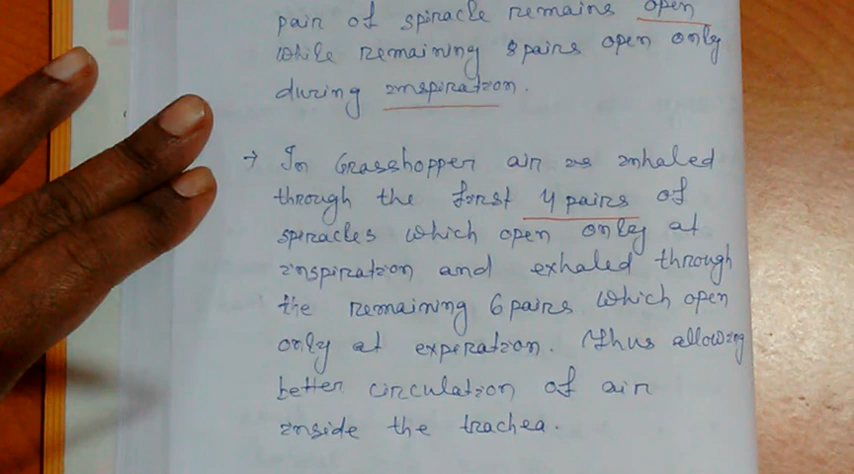 pair of spiracle remains open
while remaining 8 pairs open only
during inspiration.
→ In Grasshopper air is inhaled
through the first 4 pairs of
spiracles which open only at
inspiration and exhaled through
the remaining 6 pairs which open
only at expiration. Thus allowing
better circulation of air
inside the trachea.